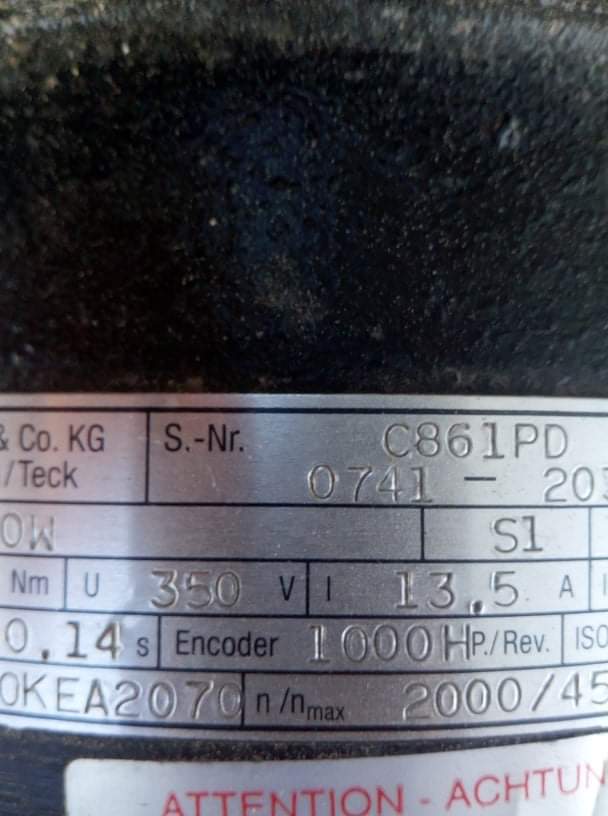 & Co. KG S.-Nr. C861PD
/Teck 0741 - 20
0W S1
Nm U 350 V I 13,5 A
0,14 s Encoder 1000H P./Rev. ISO
0KEA2070 n/nmax 2000/45
ATTENTION - ACHTUN